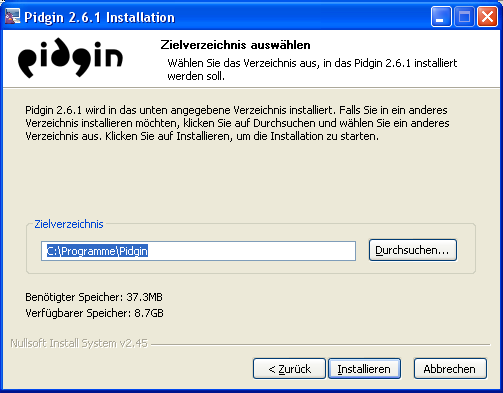 Pidgin 2.6.1 Installation
pidgin
Zielverzeichnis auswählen
Wählen Sie das Verzeichnis aus, in das Pidgin 2.6.1 installiert
werden soll.
Pidgin 2.6.1 wird in das unten angegebene Verzeichnis installiert. Falls Sie in ein anderes
Verzeichnis installieren möchten, klicken Sie auf Durchsuchen und wählen Sie ein anderes
Verzeichnis aus. Klicken Sie auf Installieren, um die Installation zu starten.
Zielverzeichnis
C:\Programme\Pidgin
Durchsuchen...
Benötigter Speicher: 37.3MB
Verfügbarer Speicher: 8.7GB
Nullsoft Install System v2.45
< Zurück
Installieren
Abbrechen